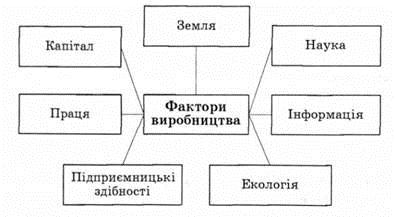 Земля
Капітал
Наука
Праця
Фактори
виробництва
Інформація
Підприємницькі
здібності
Екологія